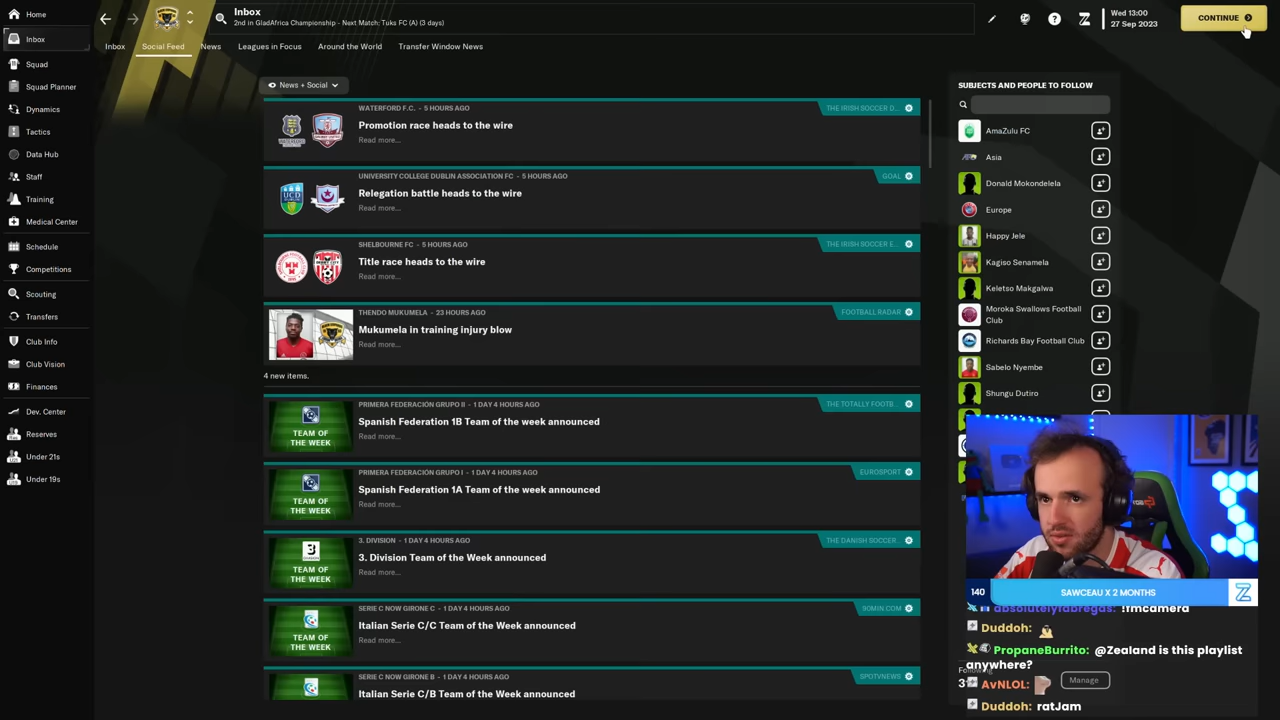 Home
Inbox
Squad
Squad Planner
Dynamics
Tactics
Data Hub
Staff
Training
Medical Center
Schedule
Competitions
Scouting
Transfers
Club Info
Club Vision
Finances
Dev. Center
Reserves
Under 21s
Under 19s
Inbox
2nd in GladAfrica Championship - Next Match: Tuks FC (A) (3 days)
Wed 13:00
27 Sep 2023
CONTINUE
Inbox
Social Feed
News
Leagues in Focus
Around the World
Transfer Window News
News + Social
WATERFORD F.C. - 5 HOURS AGO
THE IRISH SOCCER D...
Promotion race heads to the wire
Read more...
UNIVERSITY COLLEGE DUBLIN ASSOCIATION FC - 5 HOURS AGO
GOAL
Relegation battle heads to the wire
Read more...
SHELBOURNE FC - 5 HOURS AGO
THE IRISH SOCCER E...
Title race heads to the wire
Read more...
THENDO MUKUMELA - 23 HOURS AGO
FOOTBALL RADAR
Mukumela in training injury blow
Read more...
4 new items.
PRIMERA FEDERACIÓN GRUPO II - 1 DAY 4 HOURS AGO
THE TOTALLY FOOTB...
Spanish Federation 1B Team of the week announced
Read more...
TEAM OF
THE WEEK
PRIMERA FEDERACIÓN GRUPO I - 1 DAY 4 HOURS AGO
EUROSPORT
Spanish Federation 1A Team of the week announced
Read more...
TEAM OF
THE WEEK
3. DIVISION - 1 DAY 4 HOURS AGO
THE DANISH SOCCER...
3. Division Team of the Week announced
Read more...
TEAM OF
THE WEEK
SERIE C NOW GIRONE C - 1 DAY 4 HOURS AGO
90MIN.COM
Italian Serie C/C Team of the Week announced
Read more...
TEAM OF
THE WEEK
SERIE C NOW GIRONE B - 1 DAY 4 HOURS AGO
SPOTVNEWS
Italian Serie C/B Team of the Week announced
SUBJECTS AND PEOPLE TO FOLLOW
AmaZulu FC
Asia
Donald Mokondelela
Europe
Happy Jele
Kagiso Senamela
Keletso Makgalwa
Moroka Swallows Football
Club
Richards Bay Football Club
Sabelo Nyembe
Shungu Dutiro
140
SAWCEAU X 2 MONTHS
absolutelyfabregas: !fmcamera
Duddoh:
PropaneBurrito: @Zealand is this playlist
anywhere?
AvNLOL:
Manage
Duddoh: ratJam